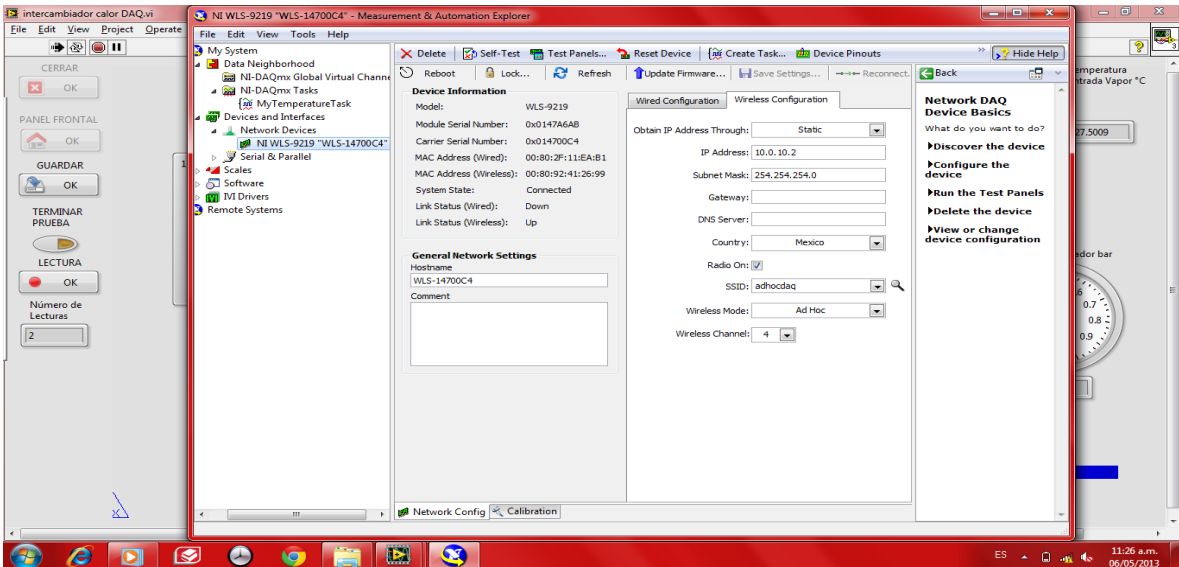 intercambiador calor DAQ.vi
File Edit View Project Operate
CERRAR
OK
PANEL FRONTAL
OK
GUARDAR
OK
TERMINAR
PRUEBA
LECTURA
OK
Número de
Lecturas
2
1
x
NI WLS-9219 "WLS-14700C4" - Measurement & Automation Explorer
File Edit View Tools Help
My System
Data Neighborhood
NI-DAQmx Global Virtual Channe
NI-DAQmx Tasks
MyTemperatureTask
Devices and Interfaces
Network Devices
NI WLS-9219 "WLS-14700C4"
Serial & Parallel
Scales
Software
IVI Drivers
Remote Systems
Delete Self-Test Test Panels... Reset Device Create Task... Device Pinouts » Hide Help
Reboot Lock... Refresh Update Firmware... Save Settings... Reconnect.
Device Information
Model: WLS-9219
Module Serial Number: 0x0147A6AB
Carrier Serial Number: 0x014700C4
MAC Address (Wired): 00:80:2F:11:EA:B1
MAC Address (Wireless): 00:80:92:41:26:99
System State: Connected
Link Status (Wired): Down
Link Status (Wireless): Up
General Network Settings
Hostname
WLS-14700C4
Comment
Wired Configuration Wireless Configuration
Obtain IP Address Through: Static
IP Address: 10.0.10.2
Subnet Mask: 254.254.254.0
Gateway:
DNS Server:
Country: Mexico
Radio On:
SSID: adhocdaq
Wireless Mode: Ad Hoc
Wireless Channel: 4
Network Config Calibration
Back
Network DAQ
Device Basics
What do you want to do?
Discover the device
Configure the
device
Run the Test Panels
Delete the device
View or change
device configuration
3
emperatura
ntrada Vapor °C
27.5009
ador bar
0.7
0.8
0.9
ES 11:26 a.m.
06/05/2013